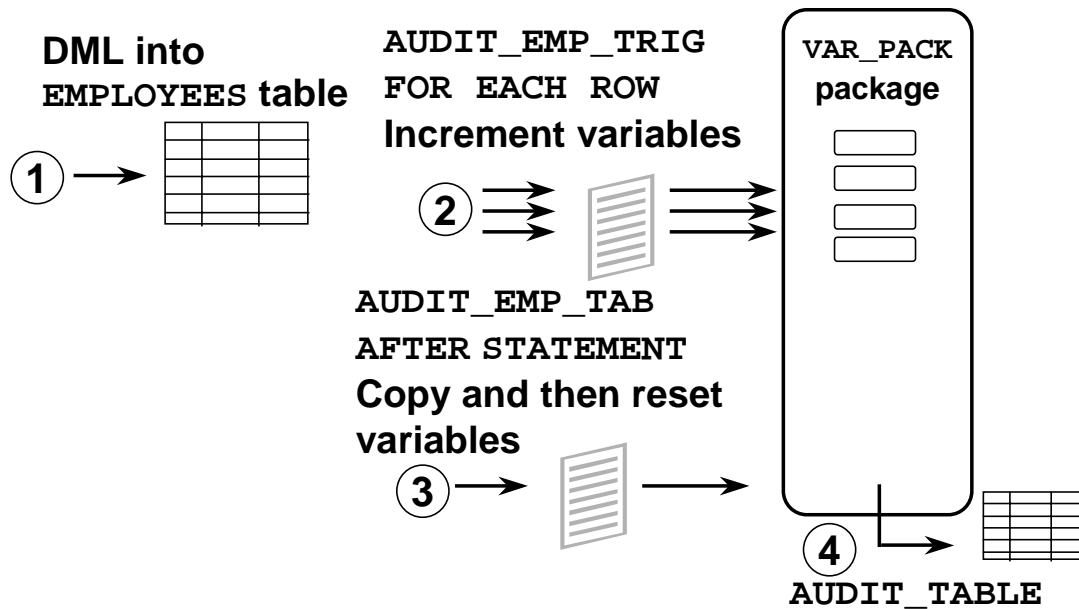 DML into
EMPLOYEES table
1
AUDIT_EMP_TRIG
FOR EACH ROW
Increment variables
2
VAR_PACK
package
AUDIT_EMP_TAB
AFTER STATEMENT
Copy and then reset
variables
3
4
AUDIT_TABLE